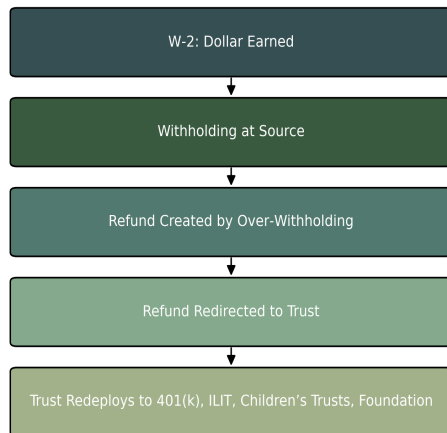 W-2: Dollar Earned
Withholding at Source
Refund Created by Over-Withholding
Refund Redirected to Trust
Trust Redeploys to 401(k), ILIT, Children’s Trusts, Foundation